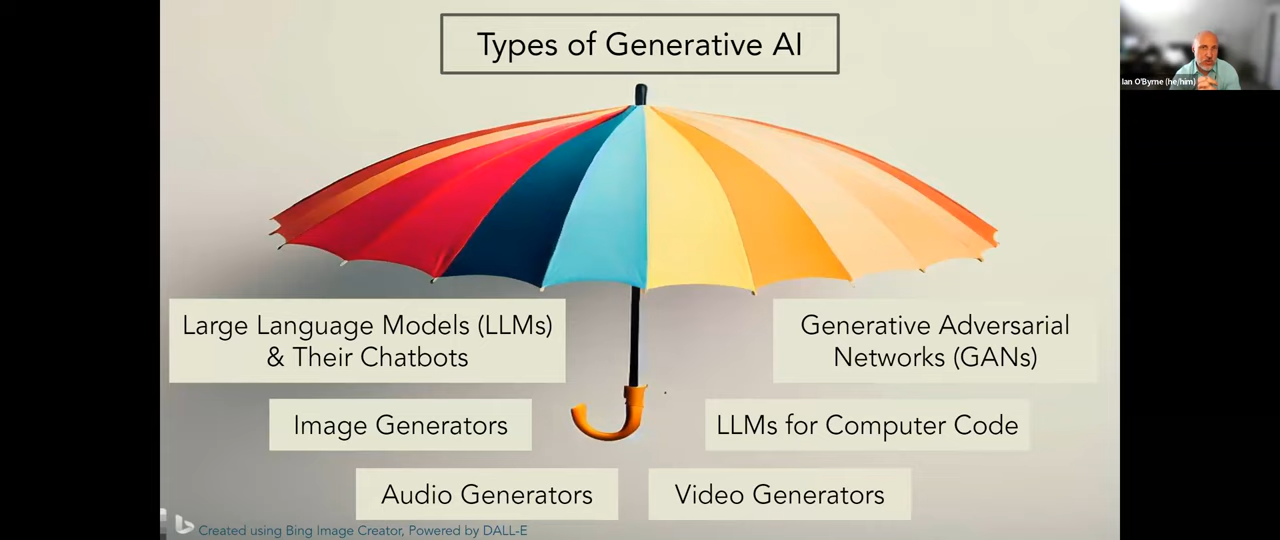 Types of Generative AI
Ian O'Byrne (he/him)
Large Language Models (LLMs)
& Their Chatbots
Generative Adversarial
Networks (GANs)
Image Generators
LLMs for Computer Code
Audio Generators
Video Generators
Created using Bing Image Creator, Powered by DALL-E